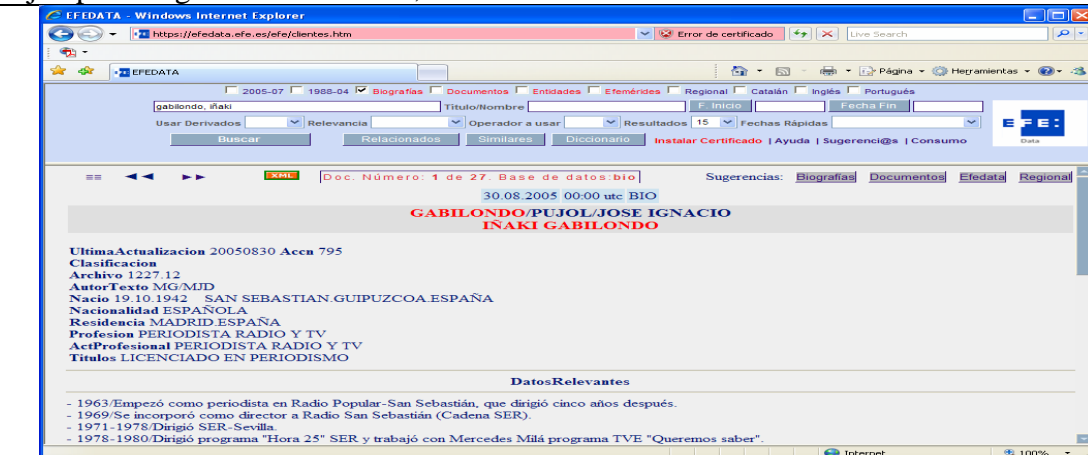 EFEDATA - Windows Internet Explorer
https://efedata.efe.es/efe/clientes.htm Error de certificado Live Search
EFEDATA Página Herramientas
2005-07 1988-04 Biografías Documentos Entidades Efemérides Regional Catalán Inglés Portugués
gabilondo, iñaki Título/Nombre F. Inicio Fecha Fin
Usar Derivados Relevancia Operador a usar Resultados 15 Fechas Rápidas
EFE: Data
Buscar Relacionados Similares Diccionario Instalar Certificado | Ayuda | Sugerenci@s | Consumo
XML Doc. Número: 1 de 27. Base de datos:bio Sugerencias: Biografías Documentos Efedata Regional
30.08.2005 00:00 utc BIO
GABILONDO/PUJOL/JOSE IGNACIO
IÑAKI GABILONDO
UltimaActualizacion 20050830 Accn 795
Clasificacion
Archivo 1227.12
AutorTexto MG/MJD
Nacio 19.10.1942 SAN SEBASTIAN.GUIPUZCOA.ESPAÑA
Nacionalidad ESPAÑOLA
Residencia MADRID.ESPAÑA
Profesion PERIODISTA RADIO Y TV
ActProfesional PERIODISTA RADIO Y TV
Titulos LICENCIADO EN PERIODISMO
DatosRelevantes
- 1963/Empezó como periodista en Radio Popular-San Sebastián, que dirigió cinco años después.
- 1969/Se incorporó como director a Radio San Sebastián (Cadena SER).
- 1971-1978/Dirigió SER-Sevilla.
- 1978-1980/Dirigió programa "Hora 25" SER y trabajó con Mercedes Milá programa TVE "Queremos saber".
Internet 100%